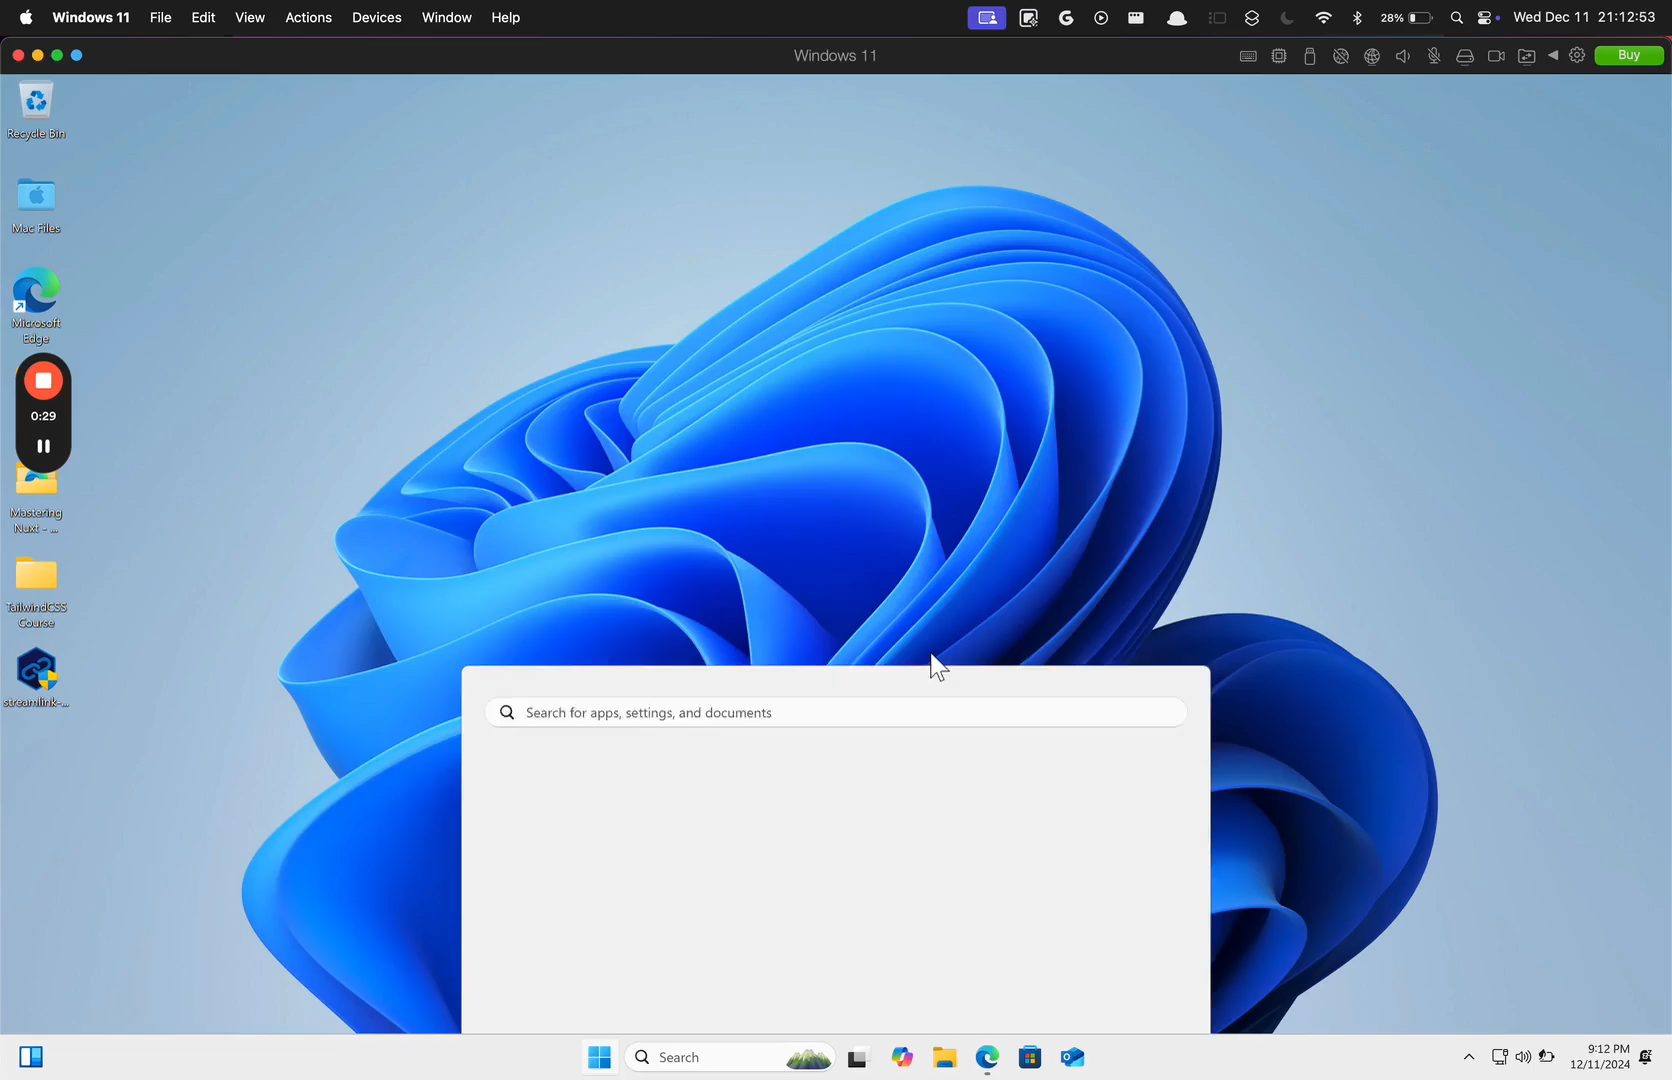 Windows 11 File Edit View Actions Devices Window Help 28% Wed Dec 11 21:12:53
Windows 11 Buy
Recycle Bin
Mac Files
Microsoft
Edge
0:29
Mastering
Nuxt - ...
TailwindCSS
Course
streamlink-...
Search for apps, settings, and documents
Search
9:12 PM
12/11/2024